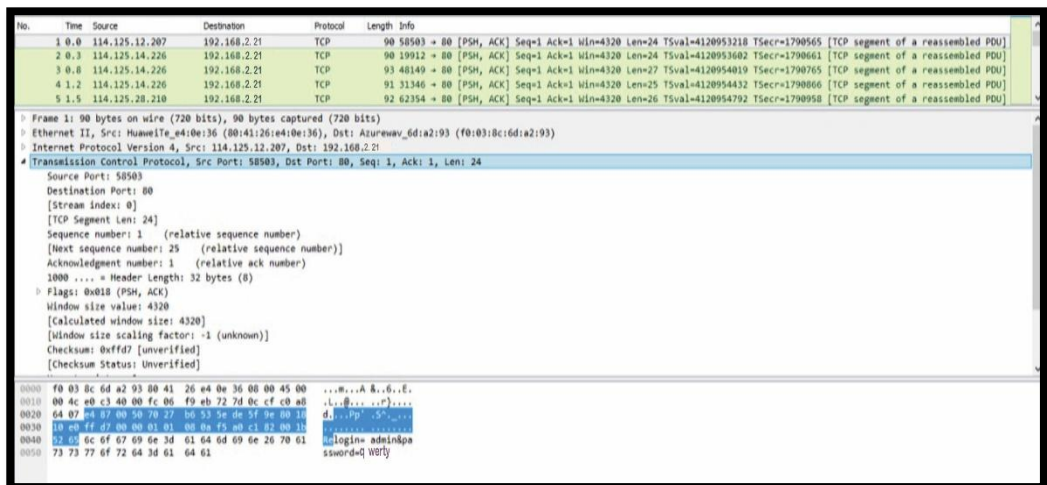 No. Time Source Destination Protocol Length Info
1 0.0 114.125.12.207 192.168.2.21 TCP 90 58503 → 80 [PSH, ACK] Seq=1 Ack=1 Win=4320 Len=24 TSval=4120953218 TSecr=1790565 [TCP segment of a reassembled PDU]
2 0.3 114.125.14.226 192.168.2.21 TCP 90 19912 → 80 [PSH, ACK] Seq=1 Ack=1 Win=4320 Len=24 TSval=4120953602 TSecr=1790661 [TCP segment of a reassembled PDU]
3 0.8 114.125.14.226 192.168.2.21 TCP 93 48149 → 80 [PSH, ACK] Seq=1 Ack=1 Win=4320 Len=27 TSval=4120954019 TSecr=1790765 [TCP segment of a reassembled PDU]
4 1.2 114.125.14.226 192.168.2.21 TCP 91 31346 → 80 [PSH, ACK] Seq=1 Ack=1 Win=4320 Len=25 TSval=4120954432 TSecr=1790866 [TCP segment of a reassembled PDU]
5 1.5 114.125.28.210 192.168.2.21 TCP 92 62354 → 80 [PSH, ACK] Seq=1 Ack=1 Win=4320 Len=26 TSval=4120954792 TSecr=1790958 [TCP segment of a reassembled PDU]
Frame 1: 90 bytes on wire (720 bits), 90 bytes captured (720 bits)
Ethernet II, Src: HuaweiTe_e4:0e:36 (80:41:26:e4:0e:36), Dst: Azurewav_6d:a2:93 (f0:03:8c:6d:a2:93)
Internet Protocol Version 4, Src: 114.125.12.207, Dst: 192.168.2.21
Transmission Control Protocol, Src Port: 58503, Dst Port: 80, Seq: 1, Ack: 1, Len: 24
Source Port: 58503
Destination Port: 80
[Stream index: 0]
[TCP Segment Len: 24]
Sequence number: 1 (relative sequence number)
[Next sequence number: 25 (relative sequence number)]
Acknowledgment number: 1 (relative ack number)
1000 .... = Header Length: 32 bytes (8)
Flags: 0x018 (PSH, ACK)
Window size value: 4320
[Calculated window size: 4320]
[Window size scaling factor: -1 (unknown)]
Checksum: 0xffd7 [unverified]
[Checksum Status: Unverified]
0000 f0 03 8c 6d a2 93 80 41 26 e4 0e 36 08 00 45 00 ...m...A &..6..E.
0010 00 4c e0 c3 40 00 fc 06 f9 eb 72 7d 0c cf c0 a8 .L..@... ..r}....
0020 64 07 e4 87 00 50 70 27 b6 53 5e de 5f 9e 80 18 d....Pp' .S^._...
0030 10 e0 ff d7 00 00 01 01 08 0a f5 a0 c1 82 00 1b ........ ........
0040 52 65 6c 6f 67 69 6e 3d 61 64 6d 69 6e 26 70 61 Relogin= admin&pa
0050 73 73 77 6f 72 64 3d 61 64 61 ssword=q werty